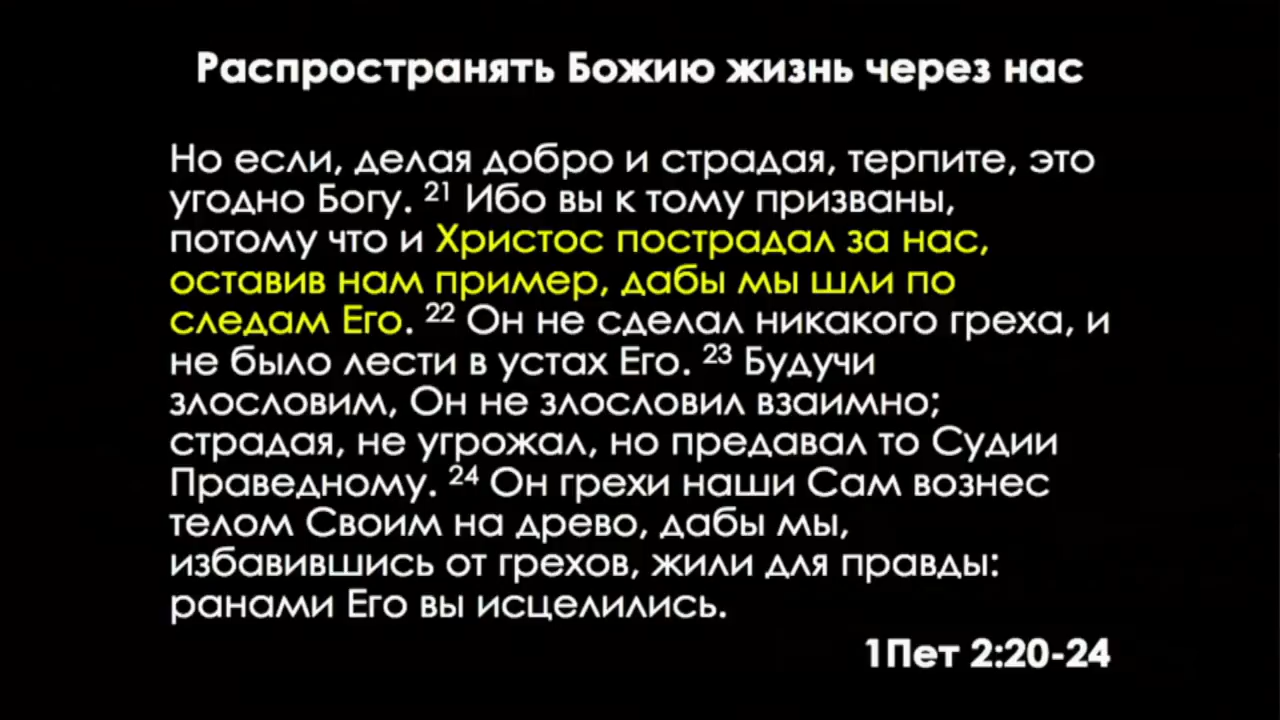 Распространять Божию жизнь через нас
Но если, делая добро и страдая, терпите, это
угодно Богу. 21 Ибо вы к тому призваны,
потому что и Христос пострадал за нас,
оставив нам пример, дабы мы шли по
следам Его. 22 Он не сделал никакого греха, и
не было лести в устах Его. 23 Будучи
злословим, Он не злословил взаимно;
страдая, не угрожал, но предавал то Судии
Праведному. 24 Он грехи наши Сам вознес
телом Своим на древо, дабы мы,
избавившись от грехов, жили для правды:
ранами Его вы исцелились.
1Пет 2:20-24